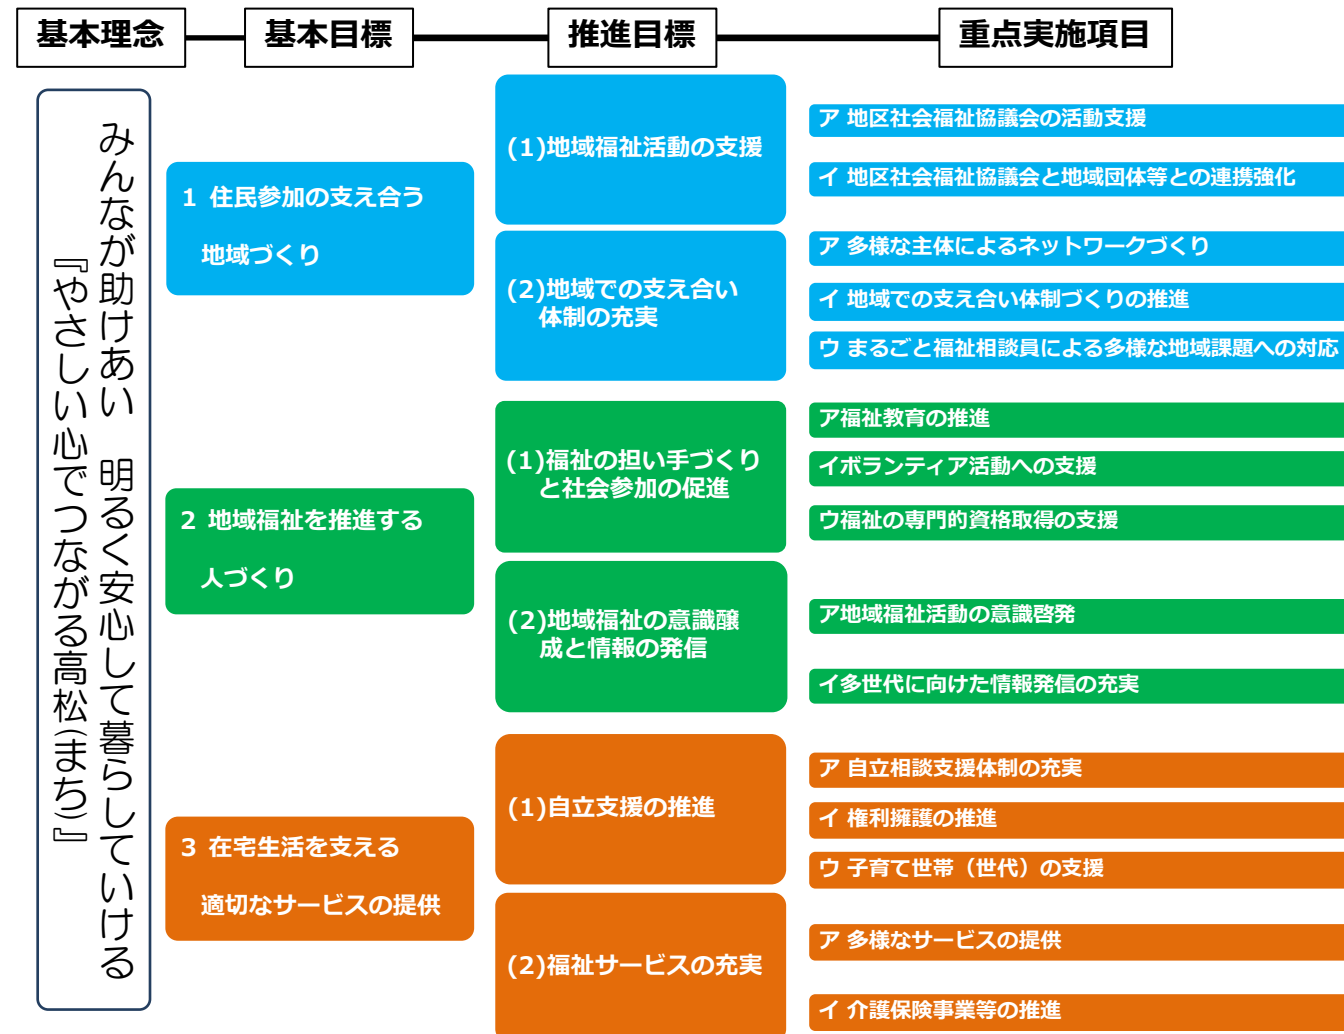 基本理念
基本目標
推進目標
重点実施項目
みんなが助けあい　明るく安心して暮らしていける
『やさしい心でつながる高松(まち)』
1 住民参加の支え合う
地域づくり
(1)地域福祉活動の支援
ア 地区社会福祉協議会の活動支援
イ 地区社会福祉協議会と地域団体等との連携強化
(2)地域での支え合い
体制の充実
ア 多様な主体によるネットワークづくり
イ 地域での支え合い体制づくりの推進
ウ まるごと福祉相談員による多様な地域課題への対応
2 地域福祉を推進する
人づくり
(1)福祉の担い手づくり
と社会参加の促進
ア福祉教育の推進
イボランティア活動への支援
ウ福祉の専門的資格取得の支援
(2)地域福祉の意識醸
成と情報の発信
ア地域福祉活動の意識啓発
イ多世代に向けた情報発信の充実
3 在宅生活を支える
適切なサービスの提供
(1)自立支援の推進
ア 自立相談支援体制の充実
イ 権利擁護の推進
ウ 子育て世帯（世代）の支援
(2)福祉サービスの充実
ア 多様なサービスの提供
イ 介護保険事業等の推進